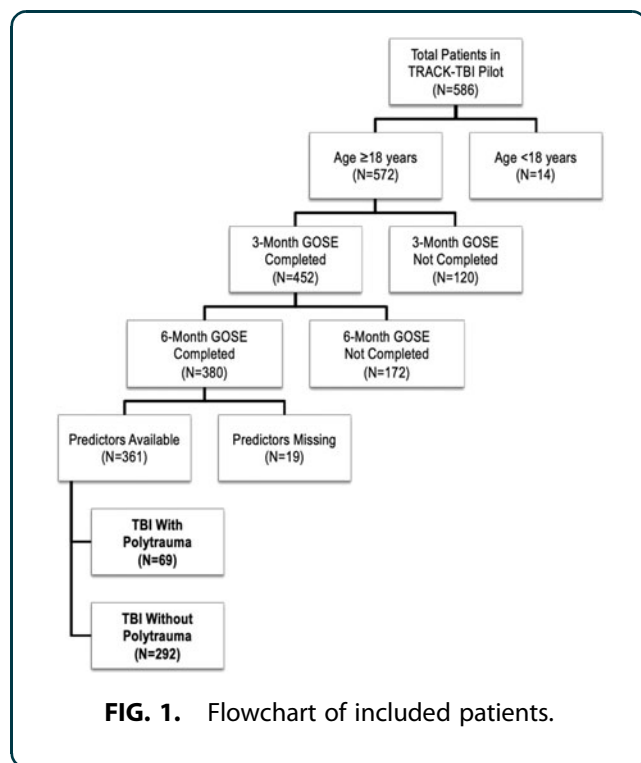 Total Patients in
TRACK-TBI Pilot
(N=586)
Age ≥18 years
(N=572)
Age <18 years
(N=14)
3-Month GOSE
Completed
(N=452)
3-Month GOSE
Not Completed
(N=120)
6-Month GOSE
Completed
(N=380)
6-Month GOSE
Not Completed
(N=172)
Predictors Available
(N=361)
Predictors Missing
(N=19)
TBI With
Polytrauma
(N=69)
TBI Without
Polytrauma
(N=292)
FIG. 1. Flowchart of included patients.